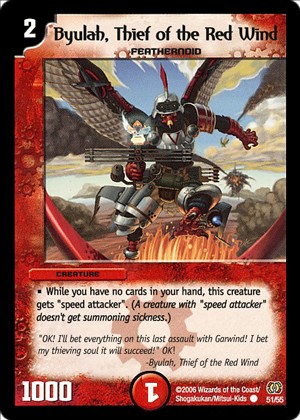 2
Byulah, Thief of the Red Wind
FEATHERNOID
CREATURE
▪ While you have no cards in your hand, this creature
gets "speed attacker". (A creature with "speed attacker"
doesn't get summoning sickness.)
"OK! I'll bet everything on this last assault with Garwind! I bet
my thieving soul it will succeed!" OK!
-Byulah, Thief of the Red Wind
1000
1
©2006 Wizards of the Coast/
Shogakukan/Mitsui-Kids
51/55